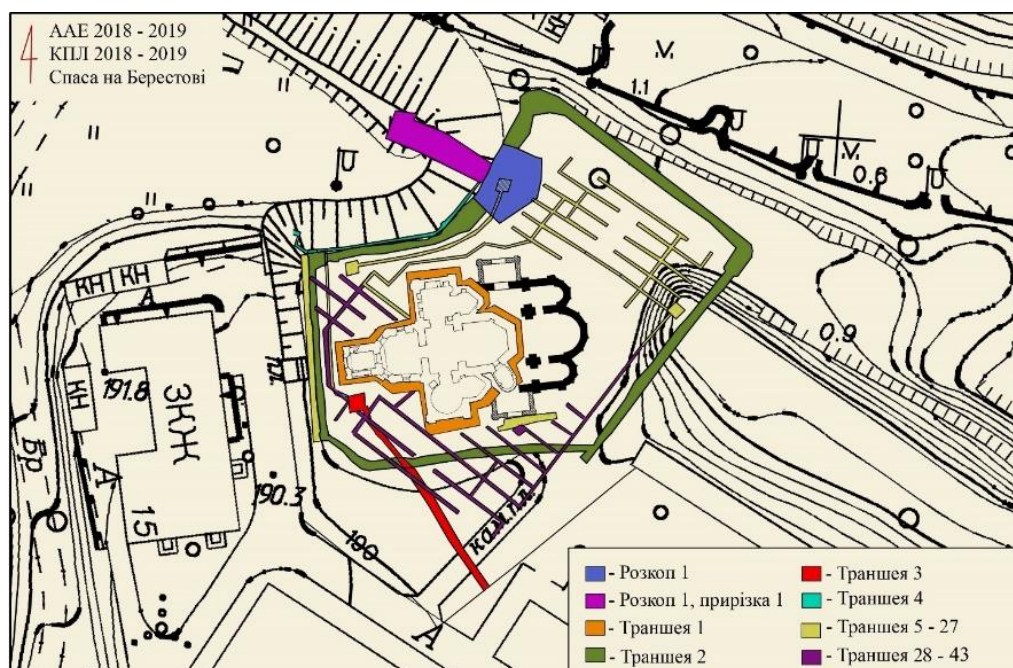 ААЕ 2018 - 2019
КПЛ 2018 - 2019
Спаса на Берестові
КН
1.1
0.6
КН
КН
0.9
191.8
КН
ЗКЖ
Бр
190.3
15
190
кам.пл.
А
А
А
- Розкоп 1
- Розкоп 1, прирізка 1
- Траншея 1
- Траншея 2
- Траншея 3
- Траншея 4
- Траншея 5 - 27
- Траншея 28 - 43